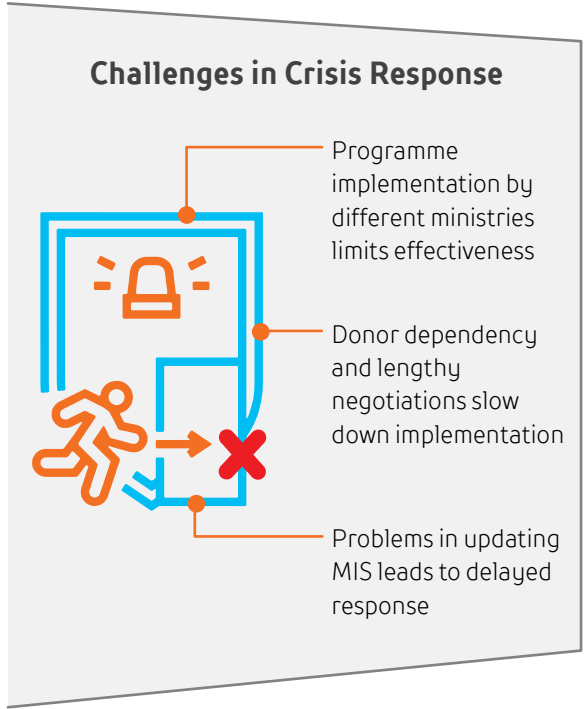 Challenges in Crisis Response
Programme
implementation by
different ministries
limits effectiveness
Donor dependency
and lengthy
negotiations slow
down implementation
Problems in updating
MIS leads to delayed
response